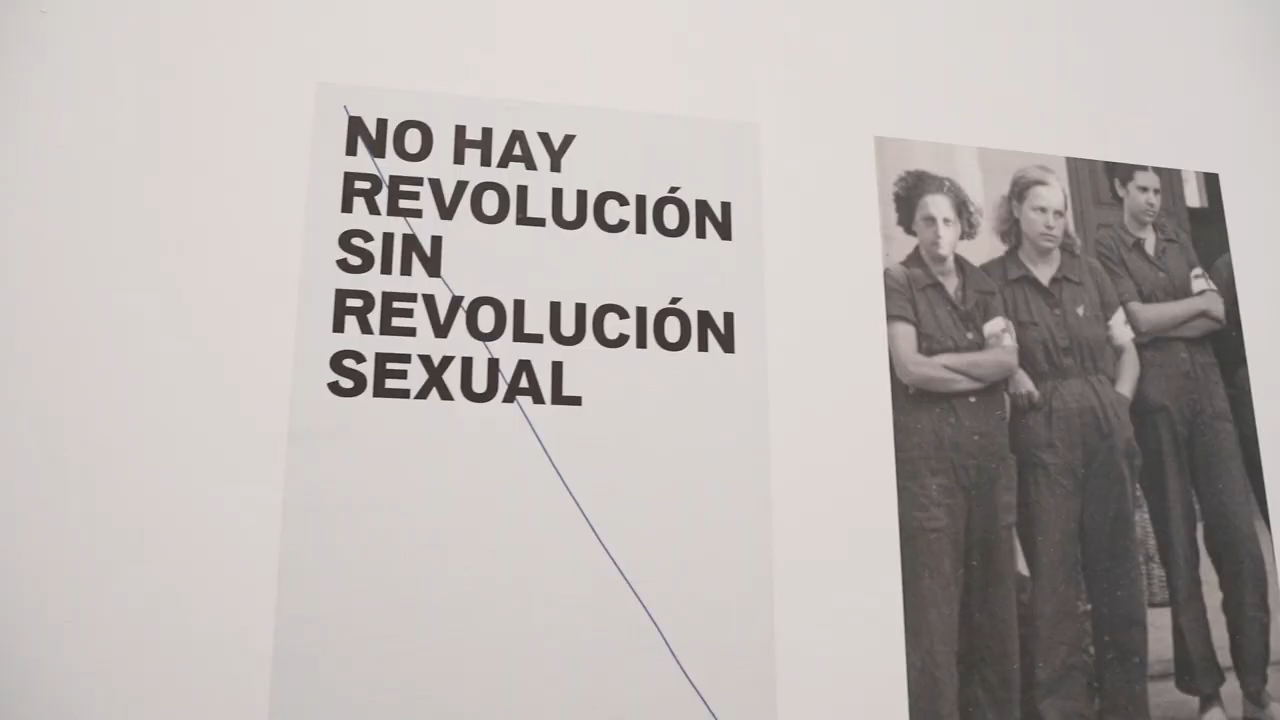 NO HAY
REVOLUCIÓN
SIN
REVOLUCIÓN
SEXUAL